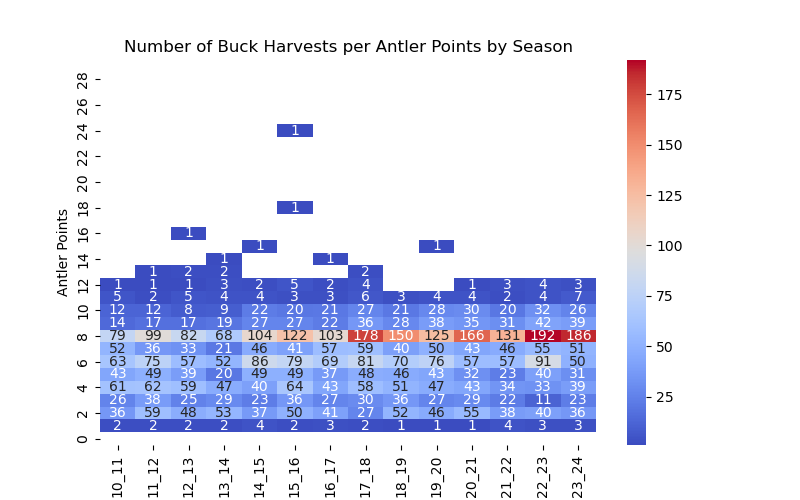 Number of Buck Harvests per Antler Points by Season
Antler Points
28
26
24 1
22
20
18 1
16 1
1 1
14 1 1
1 2 2 2
12 1 1 1 3 2 5 2 4 1 3 4 3
5 2 5 4 4 3 3 6 3 4 4 2 4 7
10 12 12 8 9 22 20 21 27 21 28 30 20 32 26
14 17 17 19 27 27 22 36 28 38 35 31 42 39
8 79 99 82 68 104 122 103 178 150 125 166 131 192 186
52 36 33 21 46 41 57 59 40 50 43 46 55 51
6 63 75 57 52 86 79 69 81 70 76 57 57 91 50
43 49 39 20 49 49 37 48 46 43 32 23 40 31
4 61 62 59 47 40 64 43 58 51 47 43 34 33 39
26 38 25 29 23 36 27 30 36 27 29 22 11 23
2 36 59 48 53 37 50 41 27 52 46 55 38 40 36
2 2 2 2 4 2 3 2 1 1 1 4 3 3
0
10_11 11_12 12_13 13_14 14_15 15_16 16_17 17_18 18_19 19_20 20_21 21_22 22_23 23_24
175
150
125
100
75
50
25